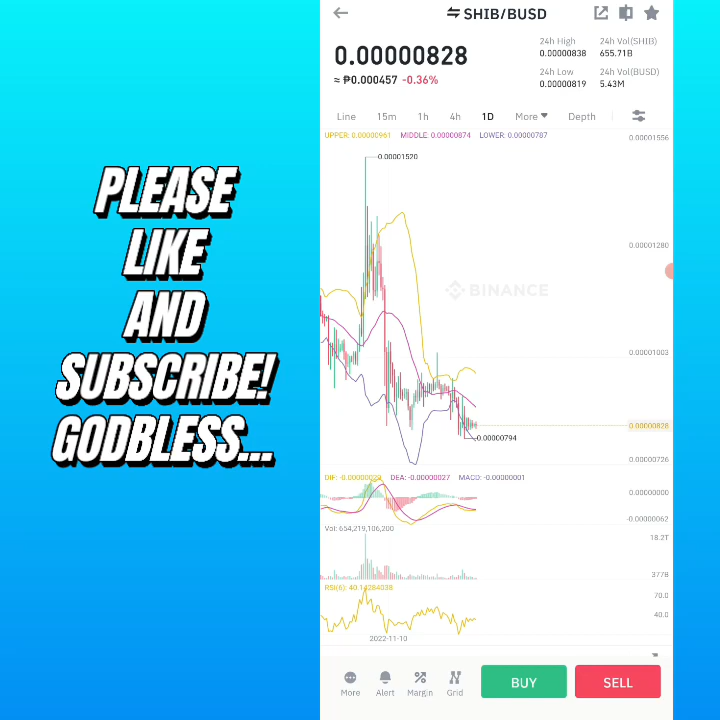 PLEASE
LIKE
AND
SUBSCRIBE!
GODBLESS...
SHIB/BUSD
0.00000828
≈ ₱0.000457 -0.36%
24h High
0.00000838
24h Vol(SHIB)
655.71B
24h Low
0.00000819
24h Vol(BUSD)
5.43M
Line 15m 1h 4h 1D More Depth
UPPER: 0.00000961 MIDDLE: 0.00000874 LOWER: 0.00000787
0.00001556
0.00001520
0.00001280
BINANCE
0.00001003
0.00000828
0.00000794
0.00000726
DEA: -0.00000027 MACD: -0.00000001
0.00000000
-0.00000062
Vol: 654,219,106,200
18.2T
377B
RSI(6):
70.0
40.0
2022-11-10
More Alert Margin Grid BUY SELL